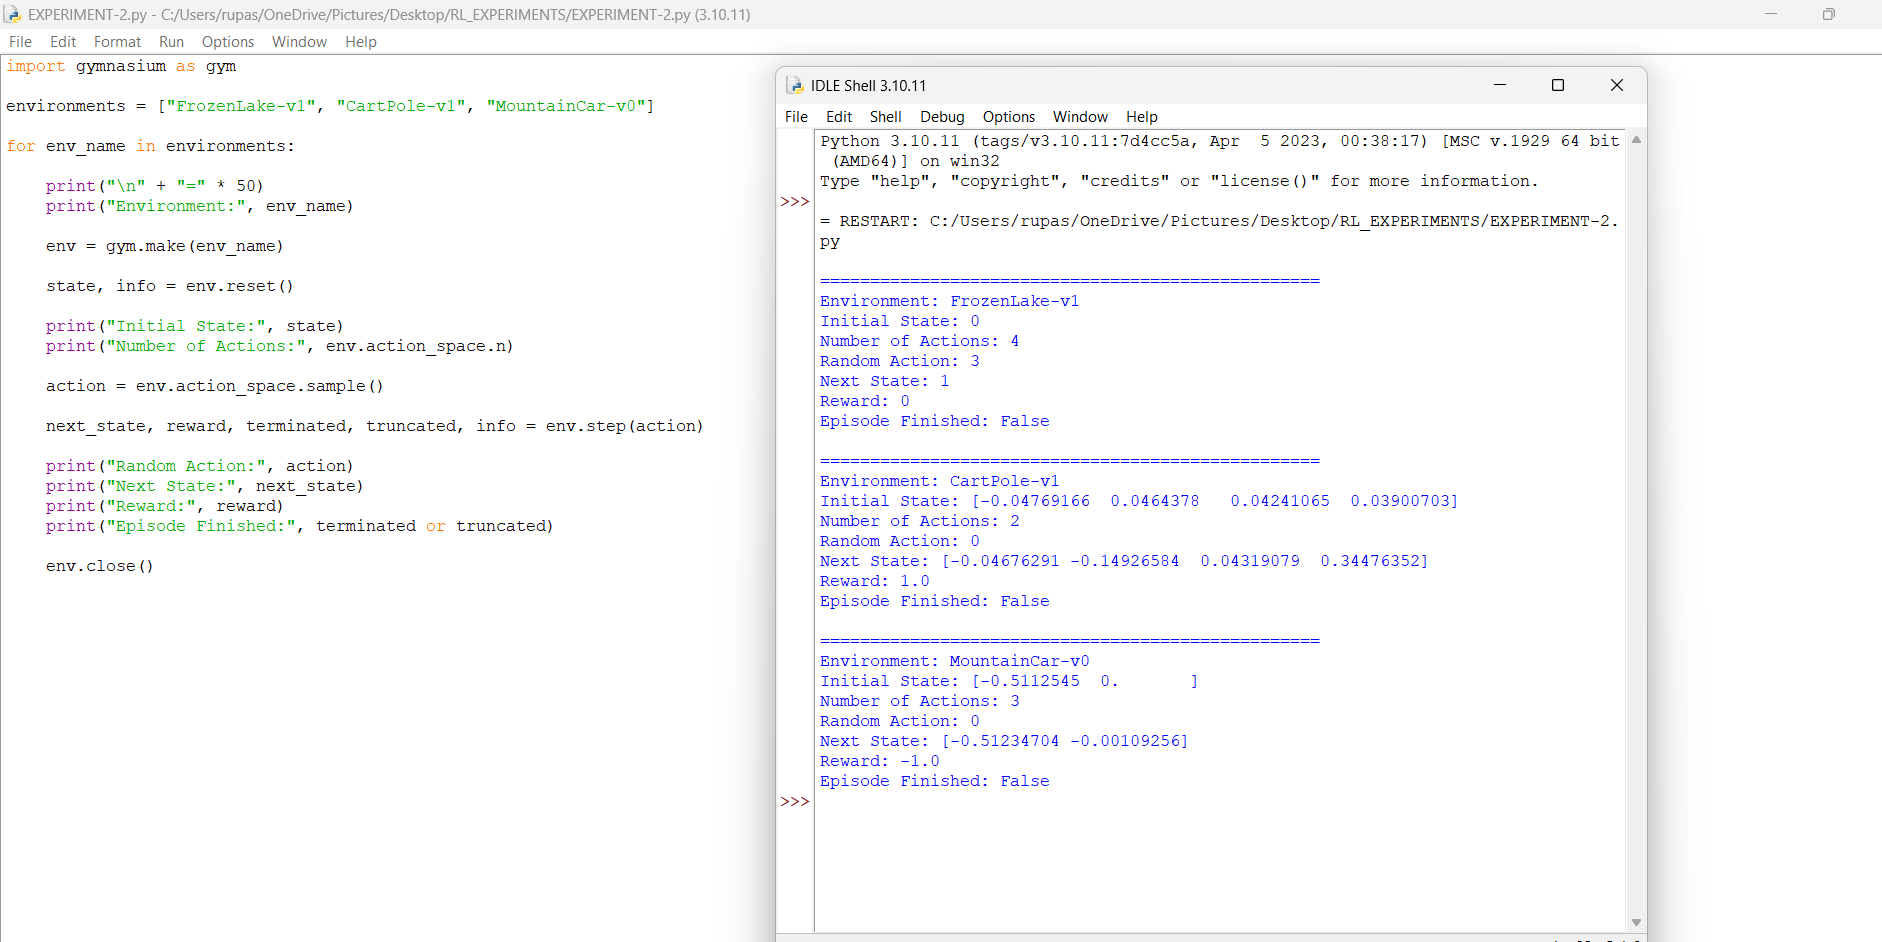 EXPERIMENT-2.py - C:/Users/rupas/OneDrive/Pictures/Desktop/RL_EXPERIMENTS/EXPERIMENT-2.py (3.10.11)
File Edit Format Run Options Window Help
import gymnasium as gym

environments = ["FrozenLake-v1", "CartPole-v1", "MountainCar-v0"]

for env_name in environments:

    print("\n" + "=" * 50)
    print("Environment:", env_name)

    env = gym.make(env_name)

    state, info = env.reset()

    print("Initial State:", state)
    print("Number of Actions:", env.action_space.n)

    action = env.action_space.sample()

    next_state, reward, terminated, truncated, info = env.step(action)

    print("Random Action:", action)
    print("Next State:", next_state)
    print("Reward:", reward)
    print("Episode Finished:", terminated or truncated)

    env.close()

IDLE Shell 3.10.11
File Edit Shell Debug Options Window Help
Python 3.10.11 (tags/v3.10.11:7d4cc5a, Apr  5 2023, 00:38:17) [MSC v.1929 64 bit
 (AMD64)] on win32
Type "help", "copyright", "credits" or "license()" for more information.
>>>
= RESTART: C:/Users/rupas/OneDrive/Pictures/Desktop/RL_EXPERIMENTS/EXPERIMENT-2.
py

==================================================
Environment: FrozenLake-v1
Initial State: 0
Number of Actions: 4
Random Action: 3
Next State: 1
Reward: 0
Episode Finished: False

==================================================
Environment: CartPole-v1
Initial State: [-0.04769166  0.0464378   0.04241065  0.03900703]
Number of Actions: 2
Random Action: 0
Next State: [-0.04676291 -0.14926584  0.04319079  0.34476352]
Reward: 1.0
Episode Finished: False

==================================================
Environment: MountainCar-v0
Initial State: [-0.5112545  0.       ]
Number of Actions: 3
Random Action: 0
Next State: [-0.51234704 -0.00109256]
Reward: -1.0
Episode Finished: False
>>>